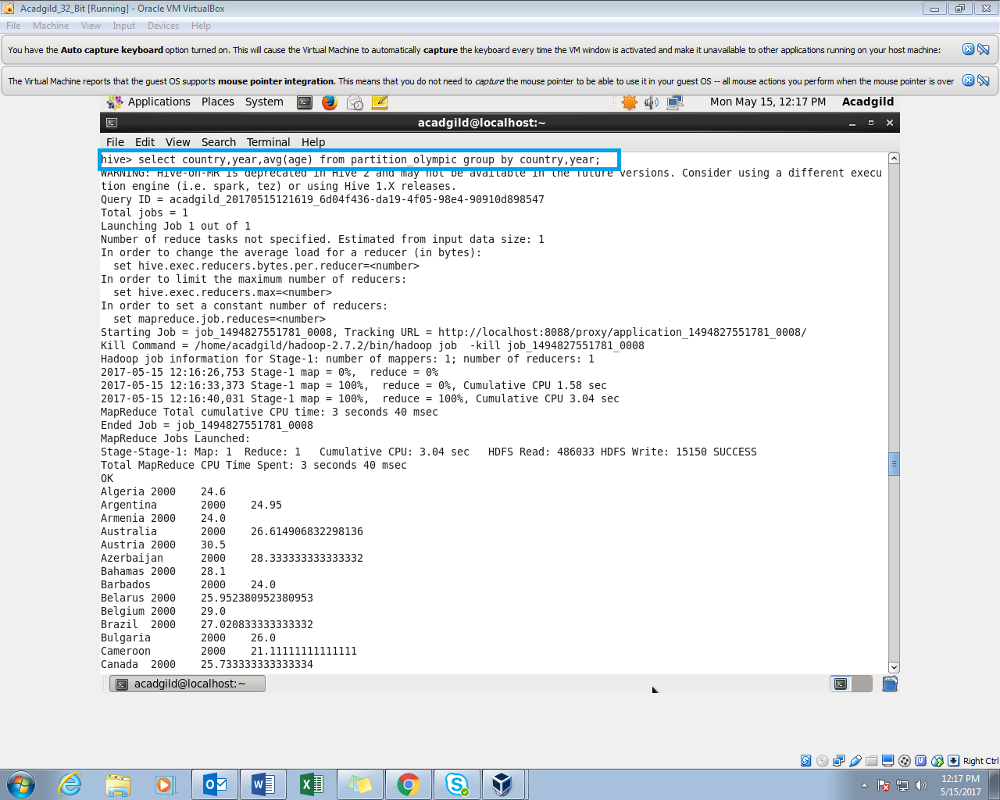 Acadgild_32_Bit [Running] - Oracle VM VirtualBox
File Machine View Input Devices Help
You have the Auto capture keyboard option turned on. This will cause the Virtual Machine to automatically capture the keyboard every time the VM window is activated and make it unavailable to other applications running on your host machine:
The Virtual Machine reports that the guest OS supports mouse pointer integration. This means that you do not need to capture the mouse pointer to be able to use it in your guest OS -- all mouse actions you perform when the mouse pointer is over
Applications Places System Mon May 15, 12:17 PM Acadgild
acadgild@localhost:~
File Edit View Search Terminal Help
hive> select country,year,avg(age) from partition_olympic group by country,year;
WARNING: Hive-on-MR is deprecated in Hive 2 and may not be available in the future versions. Consider using a different execu
tion engine (i.e. spark, tez) or using Hive 1.X releases.
Query ID = acadgild_20170515121619_6d04f436-da19-4f05-98e4-90910d898547
Total jobs = 1
Launching Job 1 out of 1
Number of reduce tasks not specified. Estimated from input data size: 1
In order to change the average load for a reducer (in bytes):
  set hive.exec.reducers.bytes.per.reducer=<number>
In order to limit the maximum number of reducers:
  set hive.exec.reducers.max=<number>
In order to set a constant number of reducers:
  set mapreduce.job.reduces=<number>
Starting Job = job_1494827551781_0008, Tracking URL = http://localhost:8088/proxy/application_1494827551781_0008/
Kill Command = /home/acadgild/hadoop-2.7.2/bin/hadoop job  -kill job_1494827551781_0008
Hadoop job information for Stage-1: number of mappers: 1; number of reducers: 1
2017-05-15 12:16:26,753 Stage-1 map = 0%,  reduce = 0%
2017-05-15 12:16:33,373 Stage-1 map = 100%,  reduce = 0%, Cumulative CPU 1.58 sec
2017-05-15 12:16:40,031 Stage-1 map = 100%,  reduce = 100%, Cumulative CPU 3.04 sec
MapReduce Total cumulative CPU time: 3 seconds 40 msec
Ended Job = job_1494827551781_0008
MapReduce Jobs Launched:
Stage-Stage-1: Map: 1  Reduce: 1   Cumulative CPU: 3.04 sec   HDFS Read: 486033 HDFS Write: 15150 SUCCESS
Total MapReduce CPU Time Spent: 3 seconds 40 msec
OK
Algeria 2000    24.6
Argentina       2000    24.95
Armenia 2000    24.0
Australia       2000    26.614906832298136
Austria 2000    30.5
Azerbaijan      2000    28.333333333333332
Bahamas 2000    28.1
Barbados        2000    24.0
Belarus 2000    25.952380952380953
Belgium 2000    29.0
Brazil  2000    27.020833333333332
Bulgaria        2000    26.0
Cameroon        2000    21.11111111111111
Canada  2000    25.733333333333334
acadgild@localhost:~
Right Ctrl
12:17 PM
5/15/2017